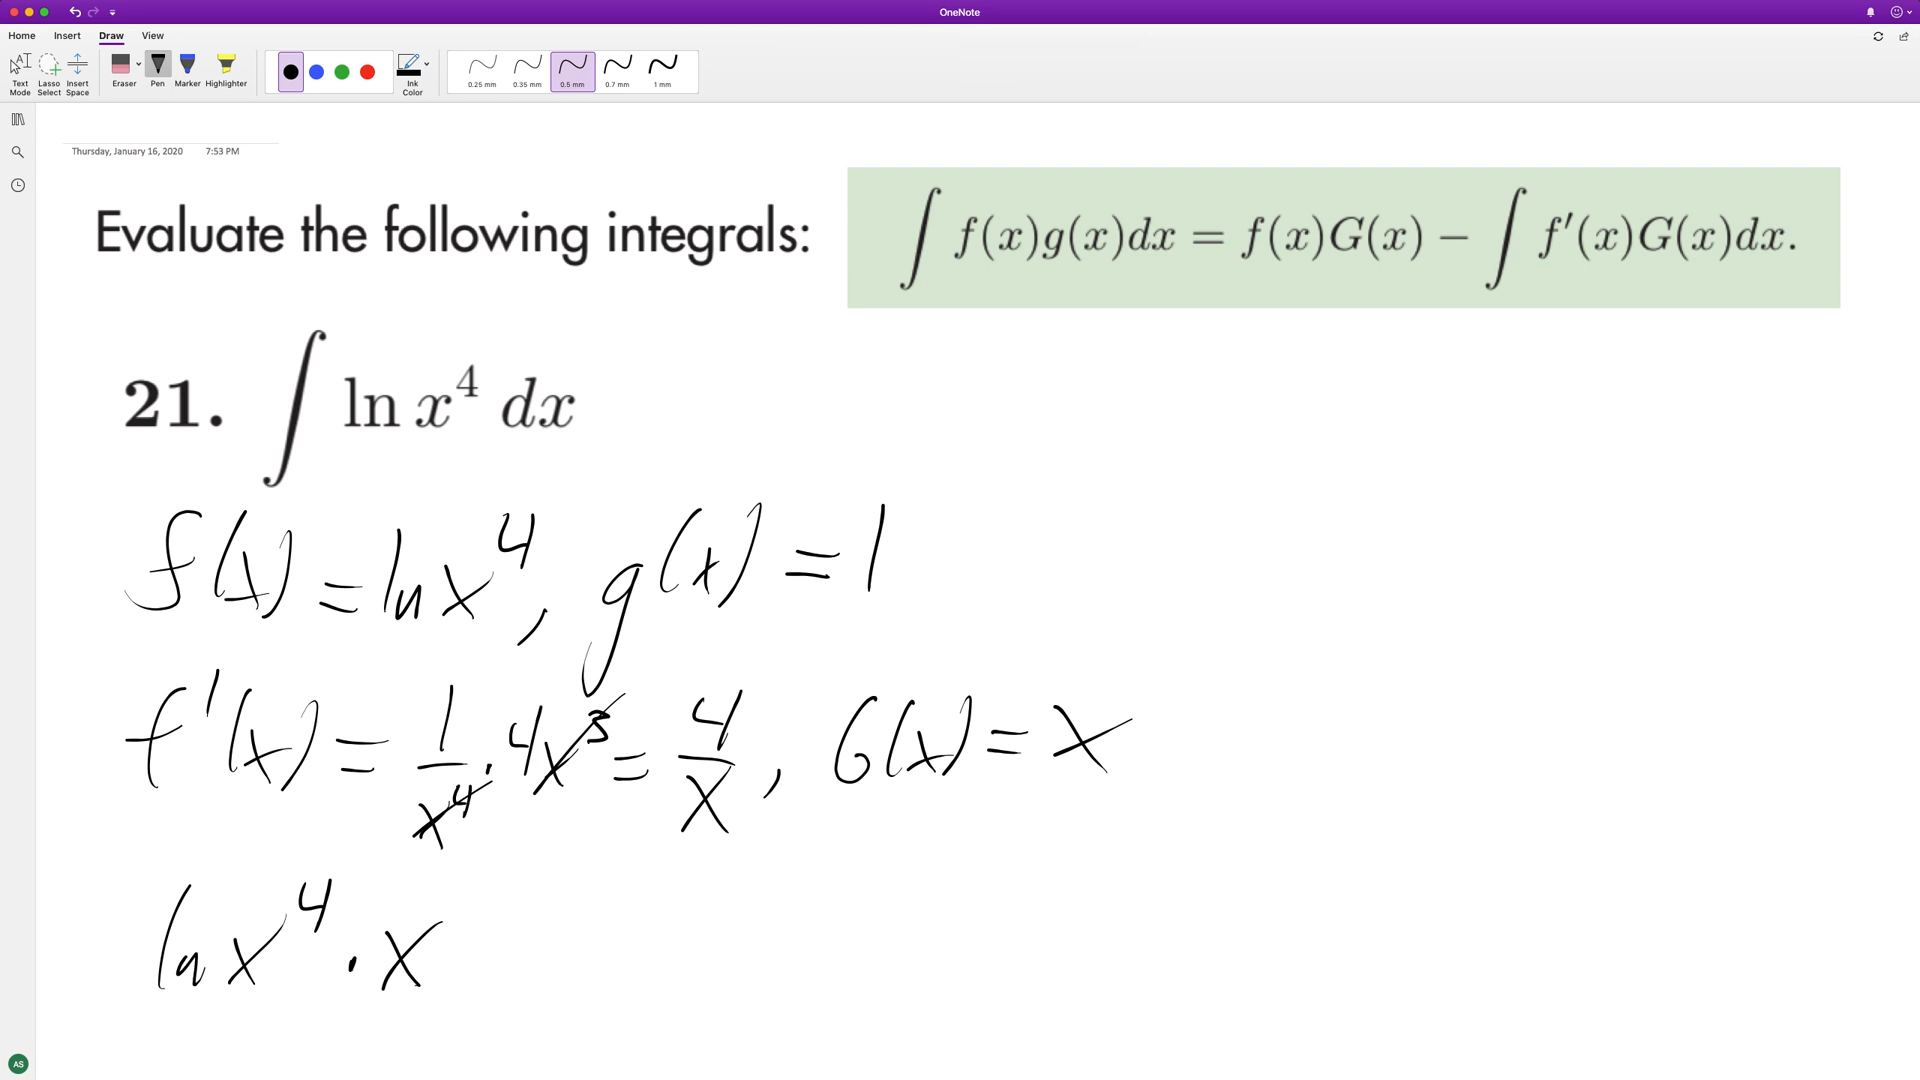 OneNote
Home Insert Draw View
Text Mode Lasso Select Insert Space Eraser Pen Marker Highlighter Ink Color 0.25 mm 0.35 mm 0.5 mm 0.7 mm 1 mm
Thursday, January 16, 2020 7:53 PM
Evaluate the following integrals:
∫ f(x)g(x)dx = f(x)G(x) − ∫ f′(x)G(x)dx.
21. ∫ ln x⁴ dx
f(x) = ln x⁴, g(x) = 1
f'(x) = 1/x⁴ · 4x³ = 4/x, G(x) = x
ln x⁴ · x
AS